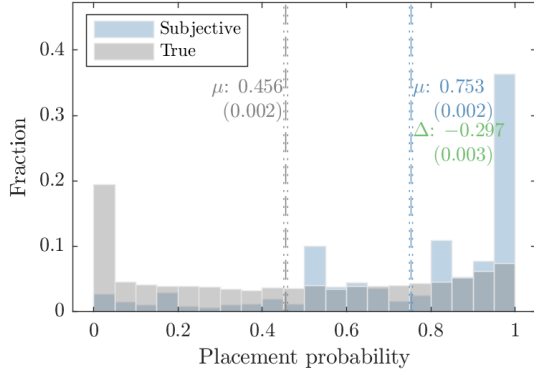 Subjective
True
μ: 0.456
(0.002)
μ: 0.753
(0.002)
Δ: −0.297
(0.003)
Fraction
0.4
0.3
0.2
0.1
0
0
0.2
0.4
0.6
0.8
1
Placement probability